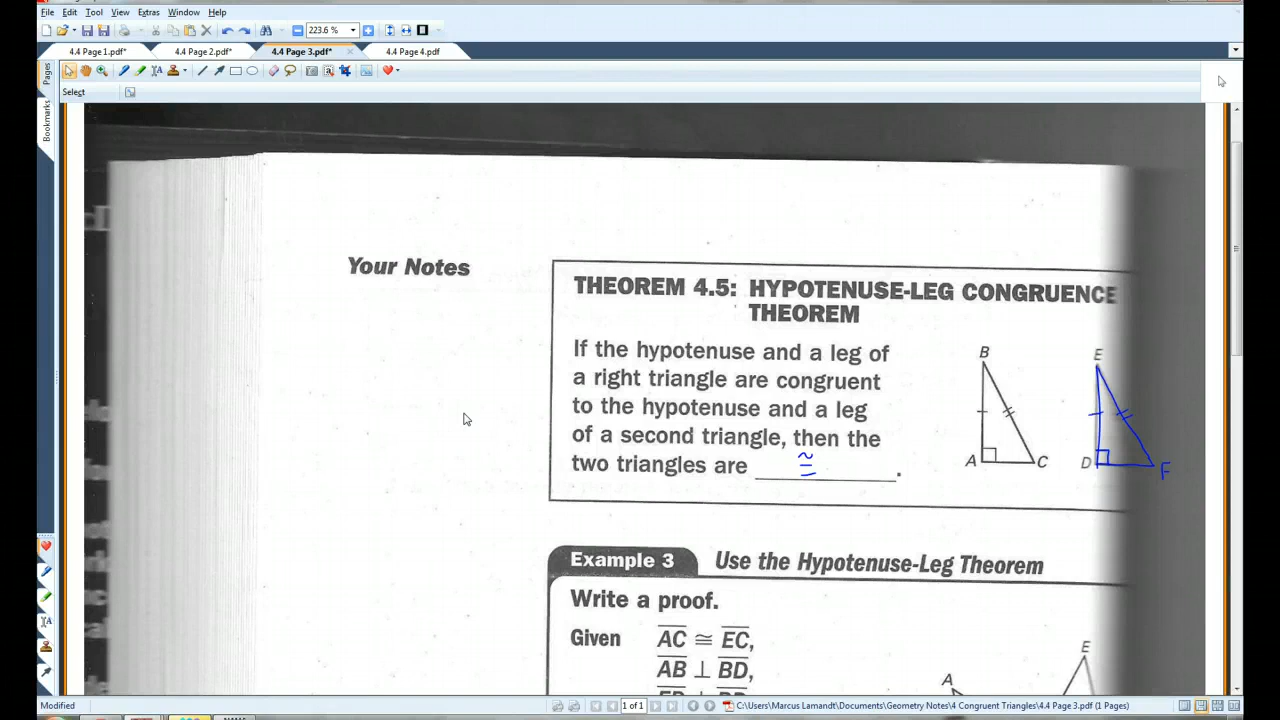 File Edit Tool View Extras Window Help
223.6 %
4.4 Page 1.pdf* 4.4 Page 2.pdf* 4.4 Page 3.pdf* 4.4 Page 4.pdf
Pages
Bookmarks
Select
Your Notes
THEOREM 4.5: HYPOTENUSE-LEG CONGRUENCE
THEOREM
If the hypotenuse and a leg of
a right triangle are congruent
to the hypotenuse and a leg
of a second triangle, then the
two triangles are ≅.
B
A C
E
D F
Example 3 Use the Hypotenuse-Leg Theorem
Write a proof.
Given AC ≅ EC,
AB ⊥ BD,
E
A
Modified
1 of 1
C:\Users\Marcus Lamandt\Documents\Geometry Notes\4 Congruent Triangles\4.4 Page 3.pdf (1 Pages)